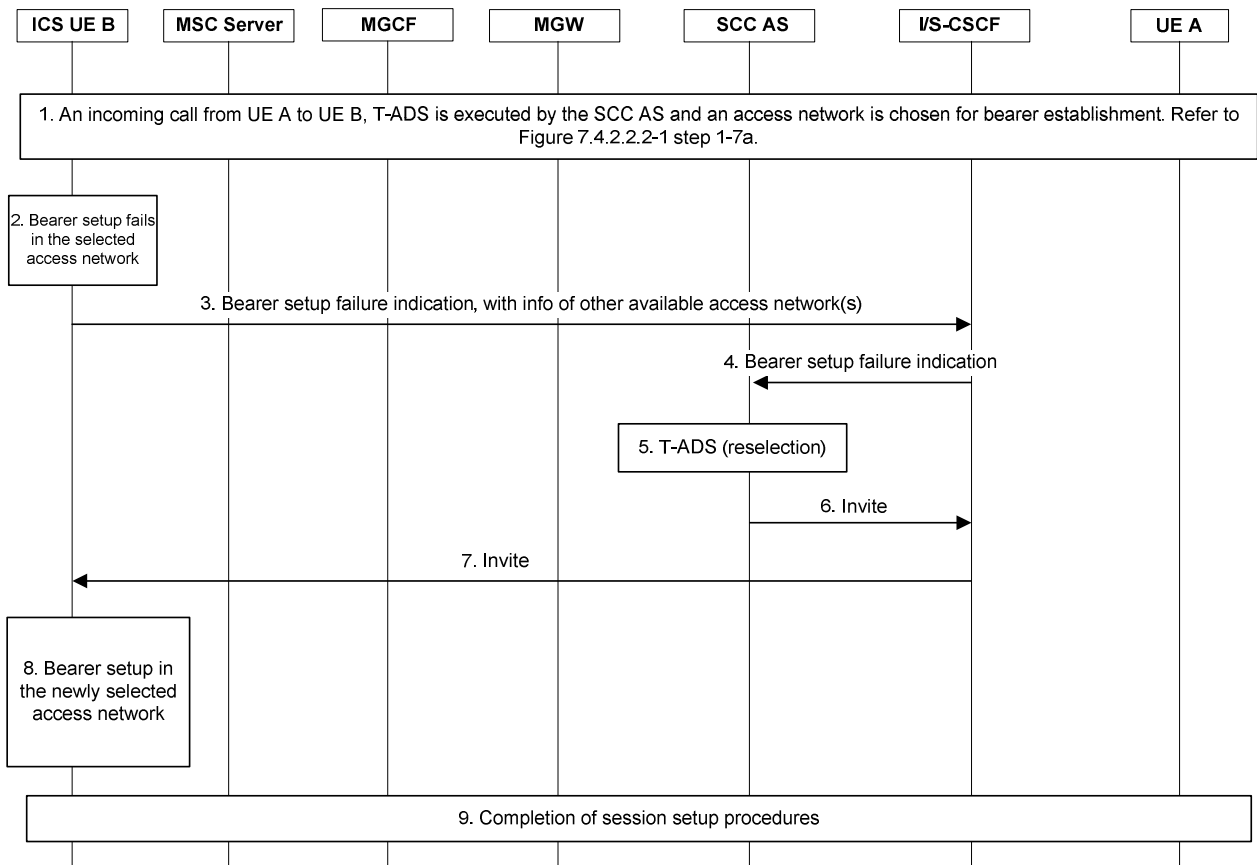 ICS UE B
MSC Server
MGCF
MGW
SCC AS
I/S-CSCF
UE A
1. An incoming call from UE A to UE B, T-ADS is executed by the SCC AS and an access network is chosen for bearer establishment. Refer to
Figure 7.4.2.2.2-1 step 1-7a.
2. Bearer setup fails
in the selected
access network
3. Bearer setup failure indication, with info of other available access network(s)
4. Bearer setup failure indication
5. T-ADS (reselection)
6. Invite
7. Invite
8. Bearer setup in
the newly selected
access network
9. Completion of session setup procedures